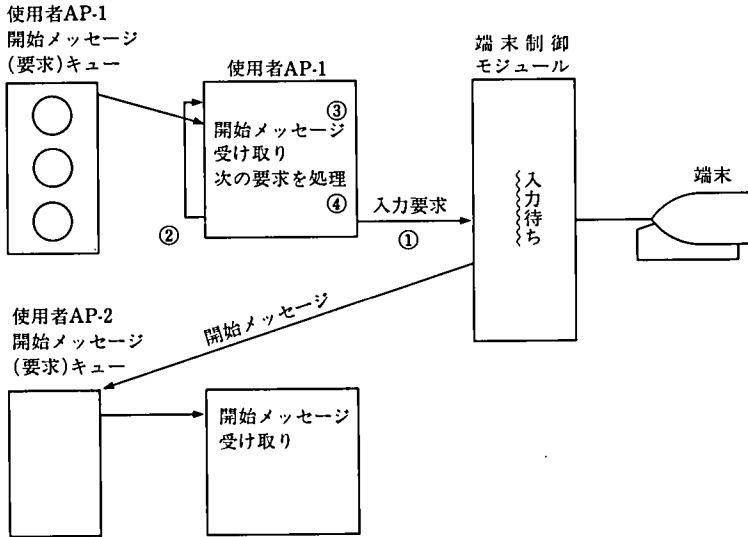 使用者AP-1
開始メッセージ
(要求)キュー
使用者AP-1
③
開始メッセージ
受け取り
次の要求を処理
④
②
入力要求
①
端末制御
モジュール
入力待ち
端末
開始メッセージ
使用者AP-2
開始メッセージ
(要求)キュー
開始メッセージ
受け取り